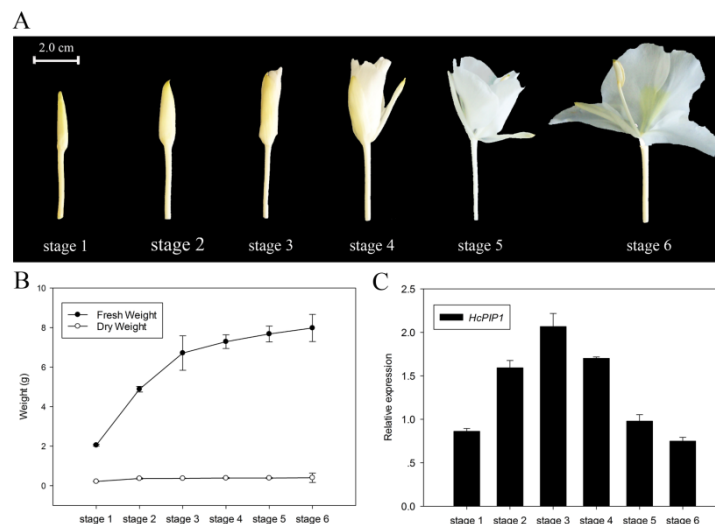 A
2.0 cm
stage 1
stage 2
stage 3
stage 4
stage 5
stage 6
B
10
8
6
4
2
0
Weight (g)
Fresh Weight
Dry Weight
stage 1 stage 2 stage 3 stage 4 stage 5 stage 6
C
2.5
2.0
1.5
1.0
.5
0.0
Relative expression
HcPIP1
stage 1 stage 2 stage 3 stage 4 stage 5 stage 6